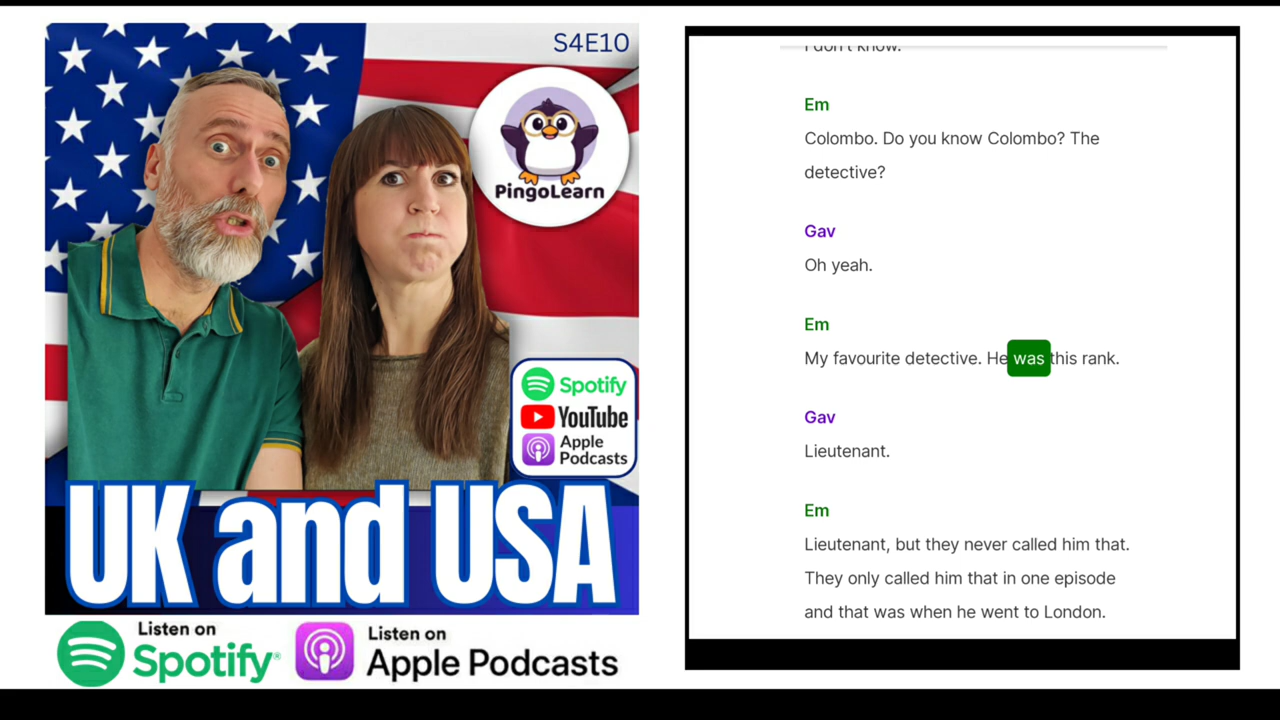 S4E10
PingoLearn
Spotify
YouTube
Apple
Podcasts
UK and USA
Listen on
Spotify
Listen on
Apple Podcasts
I don't know.
Em
Colombo. Do you know Colombo? The
detective?
Gav
Oh yeah.
Em
My favourite detective. He was this rank.
Gav
Lieutenant.
Em
Lieutenant, but they never called him that.
They only called him that in one episode
and that was when he went to London.